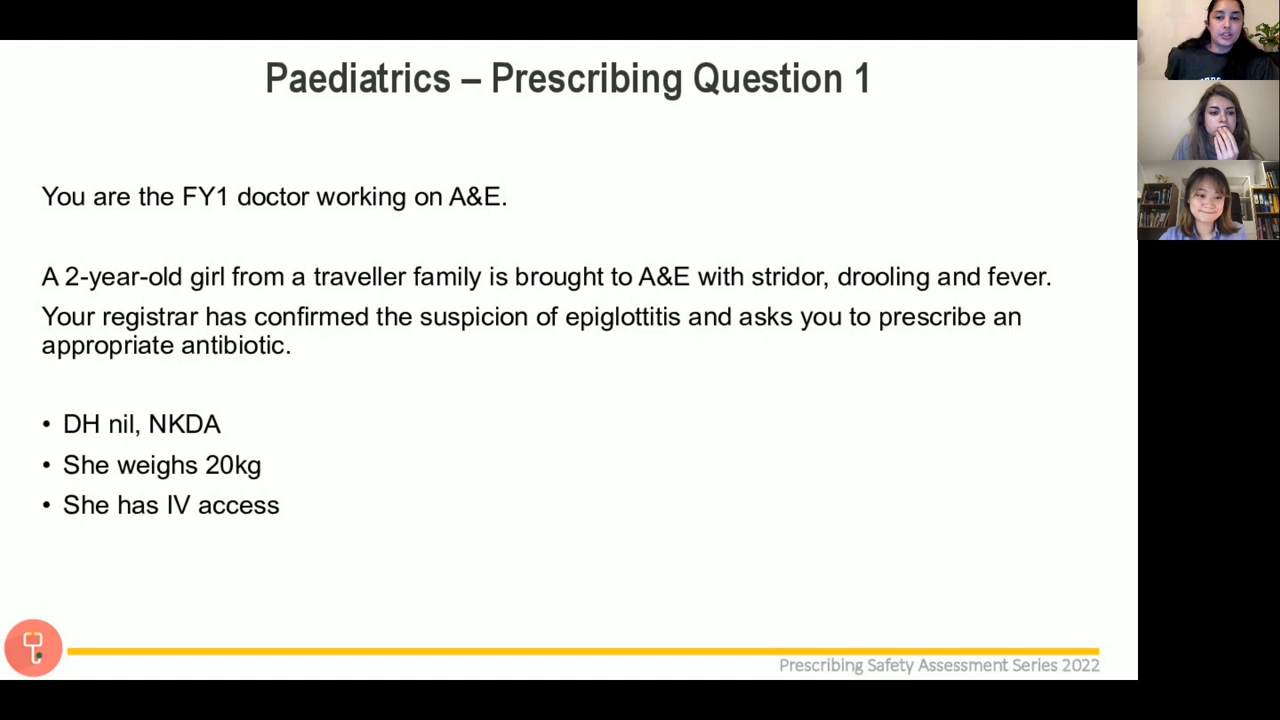 Paediatrics – Prescribing Question 1
You are the FY1 doctor working on A&E.
A 2-year-old girl from a traveller family is brought to A&E with stridor, drooling and fever.
Your registrar has confirmed the suspicion of epiglottitis and asks you to prescribe an
appropriate antibiotic.
• DH nil, NKDA
• She weighs 20kg
• She has IV access
Prescribing Safety Assessment Series 2022